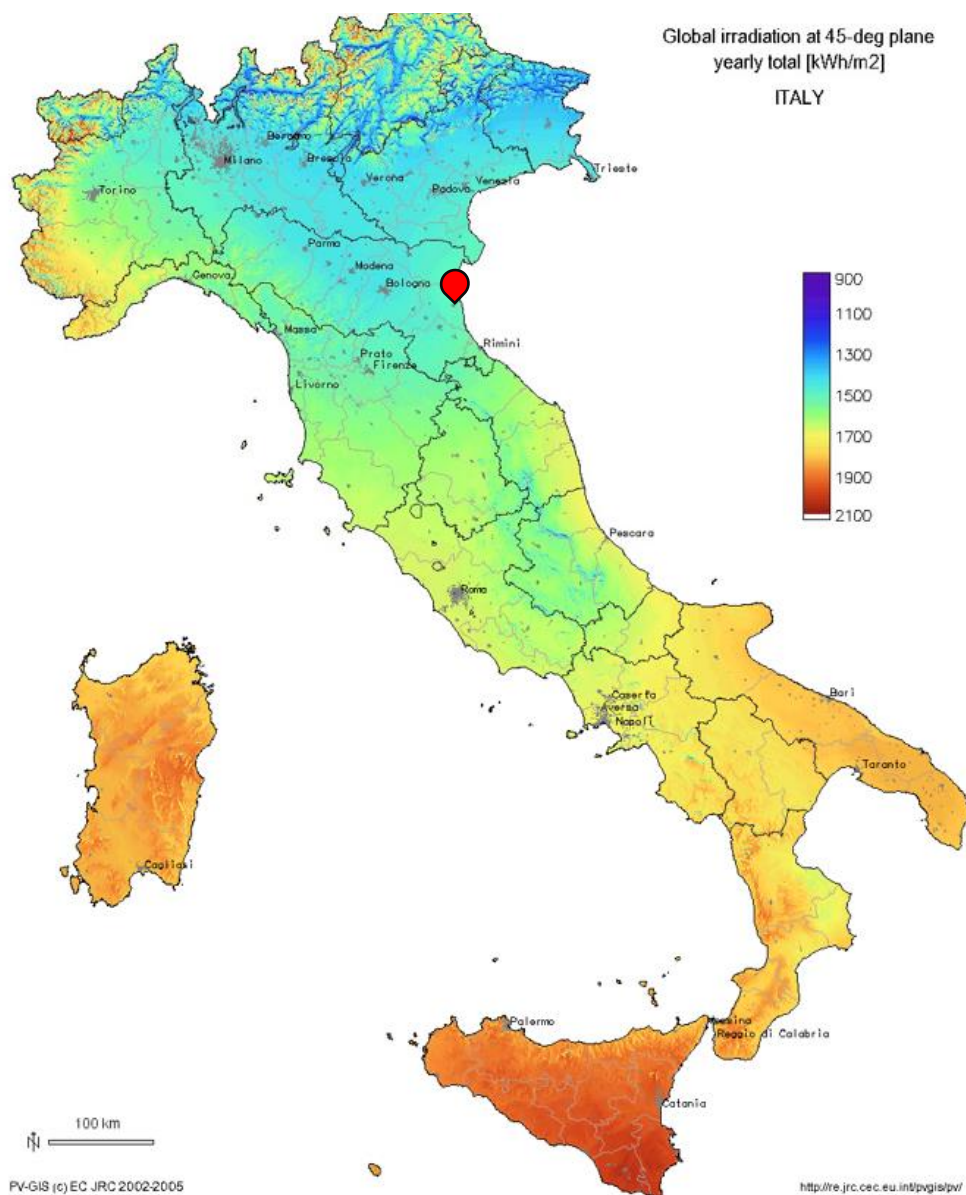 Global irradiation at 45-deg plane
yearly total [kWh/m2]
ITALY
Bergamo
Milano
Brescia
Trieste
Verona
Venezia
Padova
Torino
Parma
Modena
Genova
Bologna
900
1100
1300
1500
1700
1900
2100
Massa
Rimini
Prato
Firenze
Livorno
Pescara
Roma
Caserta
Aversa
Napoli
Bari
Taranto
Cagliari
Palermo
Messina
Reggio di Calabria
Catania
100 km
N
PV-GIS (c) EC JRC 2002-2005
http://re.jrc.cec.eu.int/pvgis/pv/